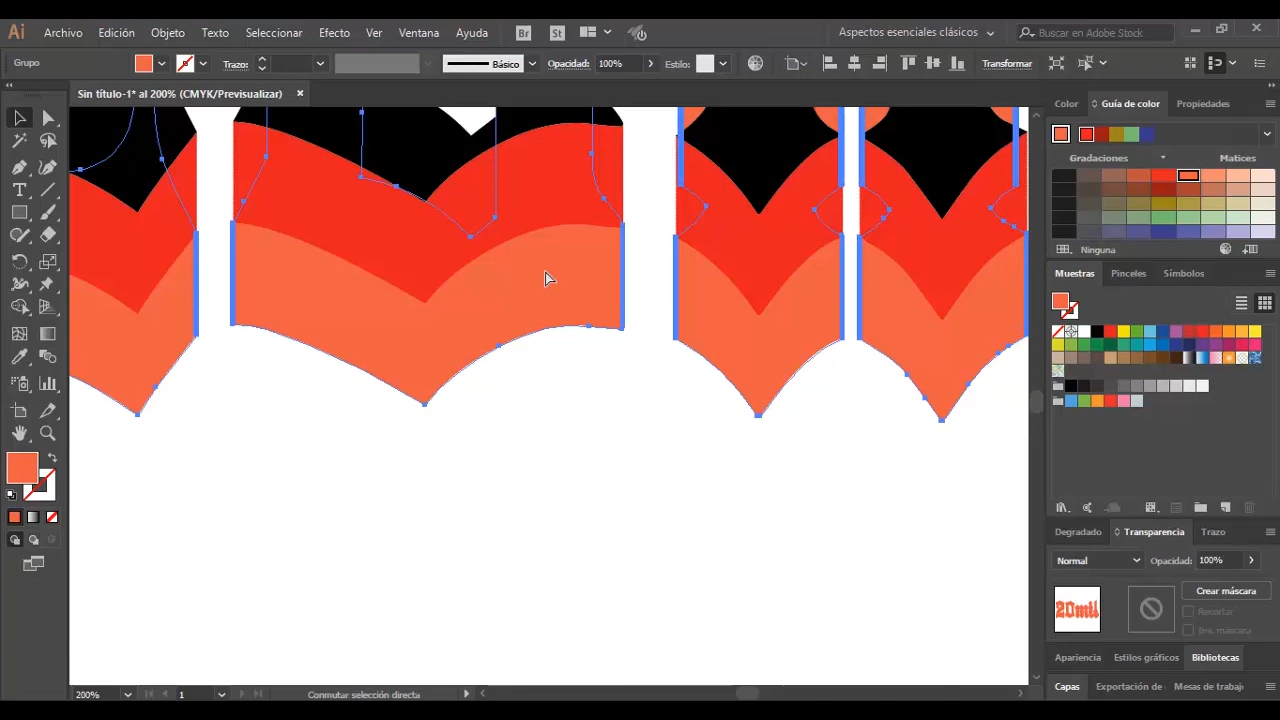 Ai Archivo Edición Objeto Texto Seleccionar Efecto Ver Ventana Ayuda Br St Aspectos esenciales clásicos Buscar en Adobe Stock
Grupo Trazo: Básico Opacidad: 100% Estilo: Transformar
Sin título-1* al 200% (CMYK/Previsualizar) ×
Color Guía de color Propiedades
Gradaciones Matices
Ninguna
Muestras Pinceles Símbolos
Degradado Transparencia Trazo
Normal Opacidad: 100%
20mil
Crear máscara
Recortar
Inv. máscara
Apariencia Estilos gráficos Bibliotecas
Capas Exportación de Mesas de trabaj
200% 1 Conmutar selección directa